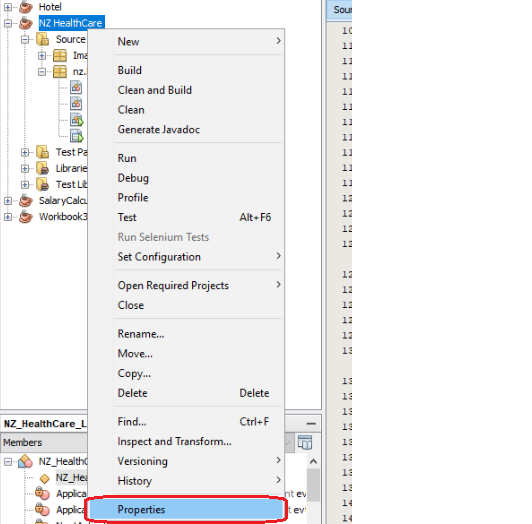 Hotel
NZ HealthCare
Source
Ima
nz.
Test Pa
Librarie
Test Lib
SalaryCalcu
Workbook3
New
Build
Clean and Build
Clean
Generate Javadoc
Run
Debug
Profile
Test Alt+F6
Run Selenium Tests
Set Configuration
Open Required Projects
Close
Rename...
Move...
Copy...
Delete Delete
Find... Ctrl+F
Inspect and Transform...
Versioning
History
Properties
Sour
10
11
11
11
11
11
11
11
11
11
11
12
12
12
12
12
12
12
12
12
13
13
13
13
13
13
13
13
13
14
14
NZ_HealthCare_L
Members
NZ_HealthC
NZ_Hea
Applica nt ev
Applica t evt